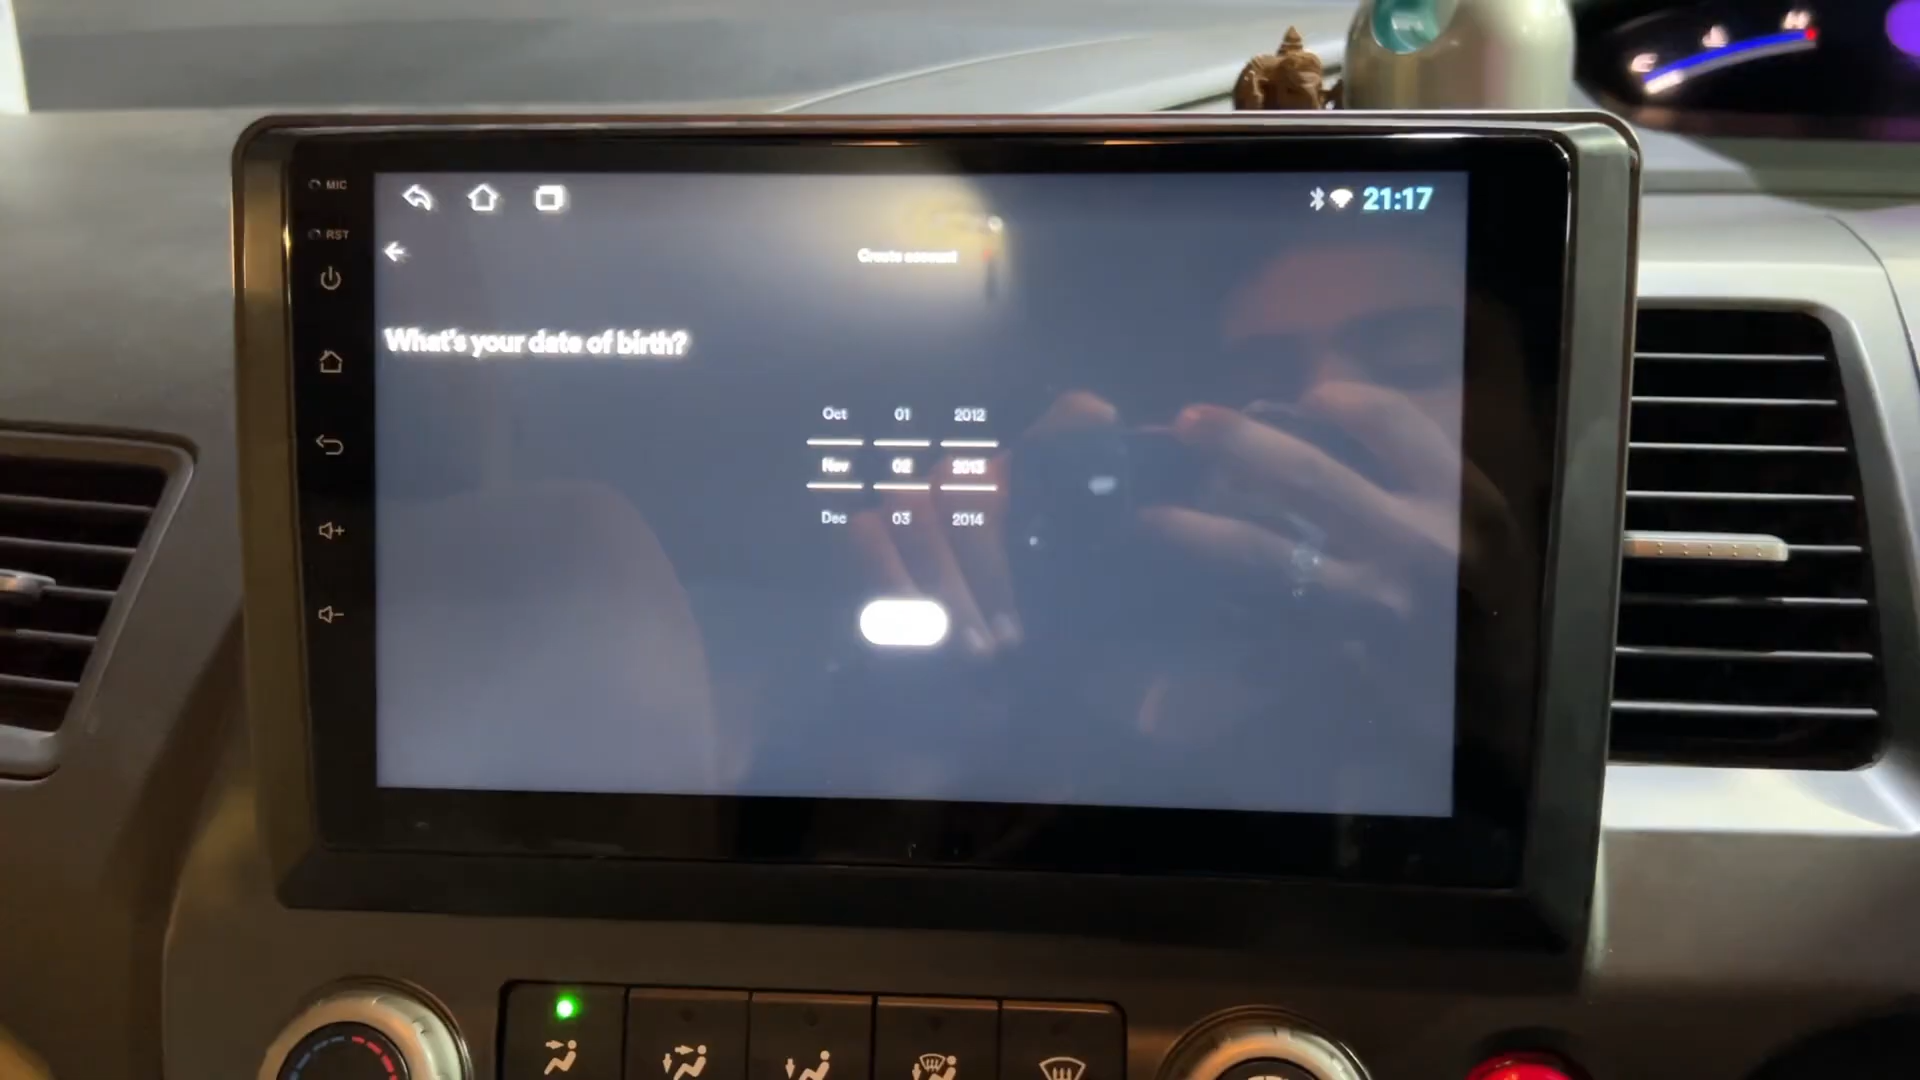 MIC
21:17
RST
Create account
What's your date of birth?
Oct 01 2012
Nov 02 2013
Dec 03 2014
H
C